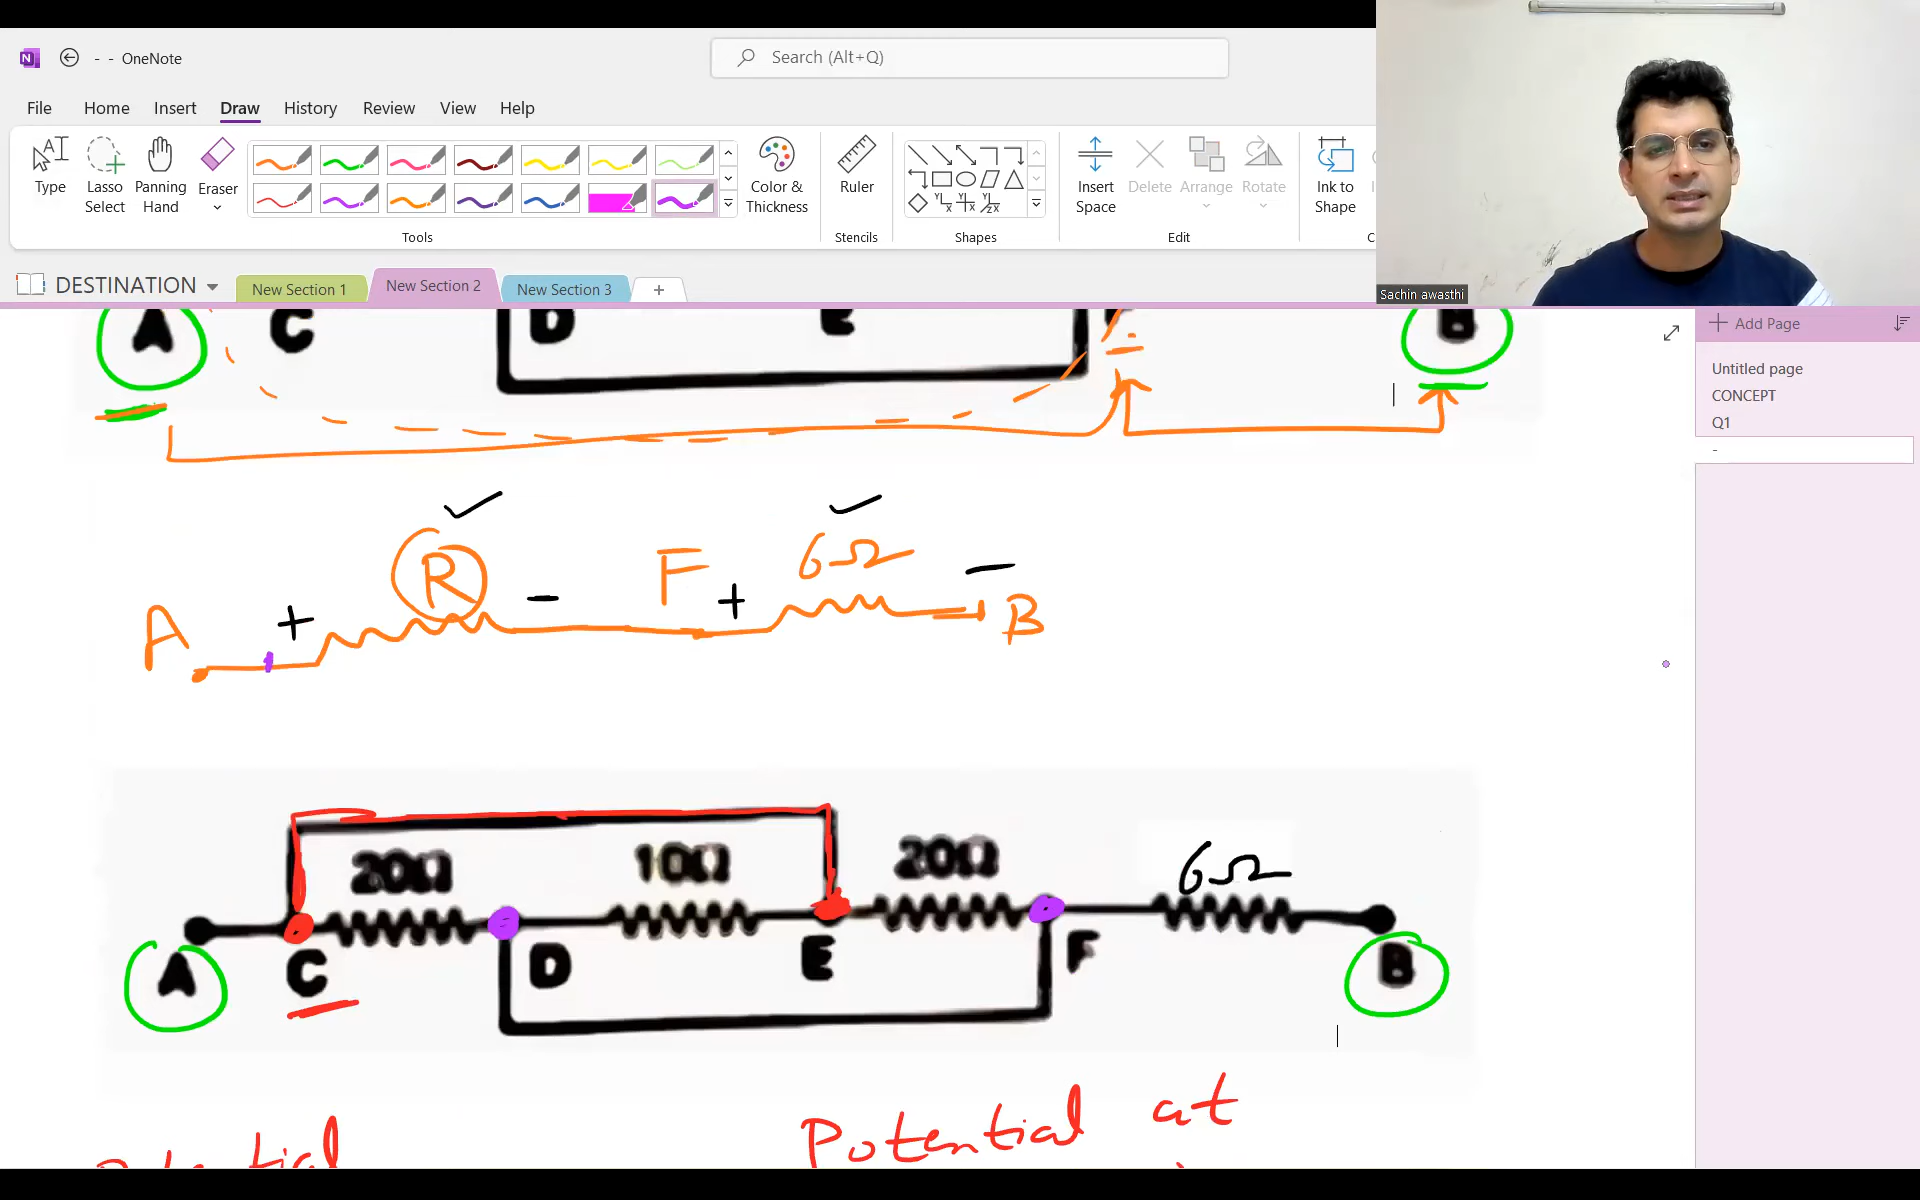 - - OneNote
Search (Alt+Q)
File Home Insert Draw History Review View Help
Type
Lasso Select
Panning Hand
Eraser
Color & Thickness
Ruler
Insert Space
Delete
Arrange
Rotate
Ink to Shape
Tools
Stencils
Shapes
Edit
DESTINATION
New Section 1
New Section 2
New Section 3
Sachin awasthi
Add Page
Untitled page
CONCEPT
Q1
-
A C D E B
R F 6Ω
A + - + - B
20Ω 10Ω 20Ω 6Ω
A C D E F B
Potential at